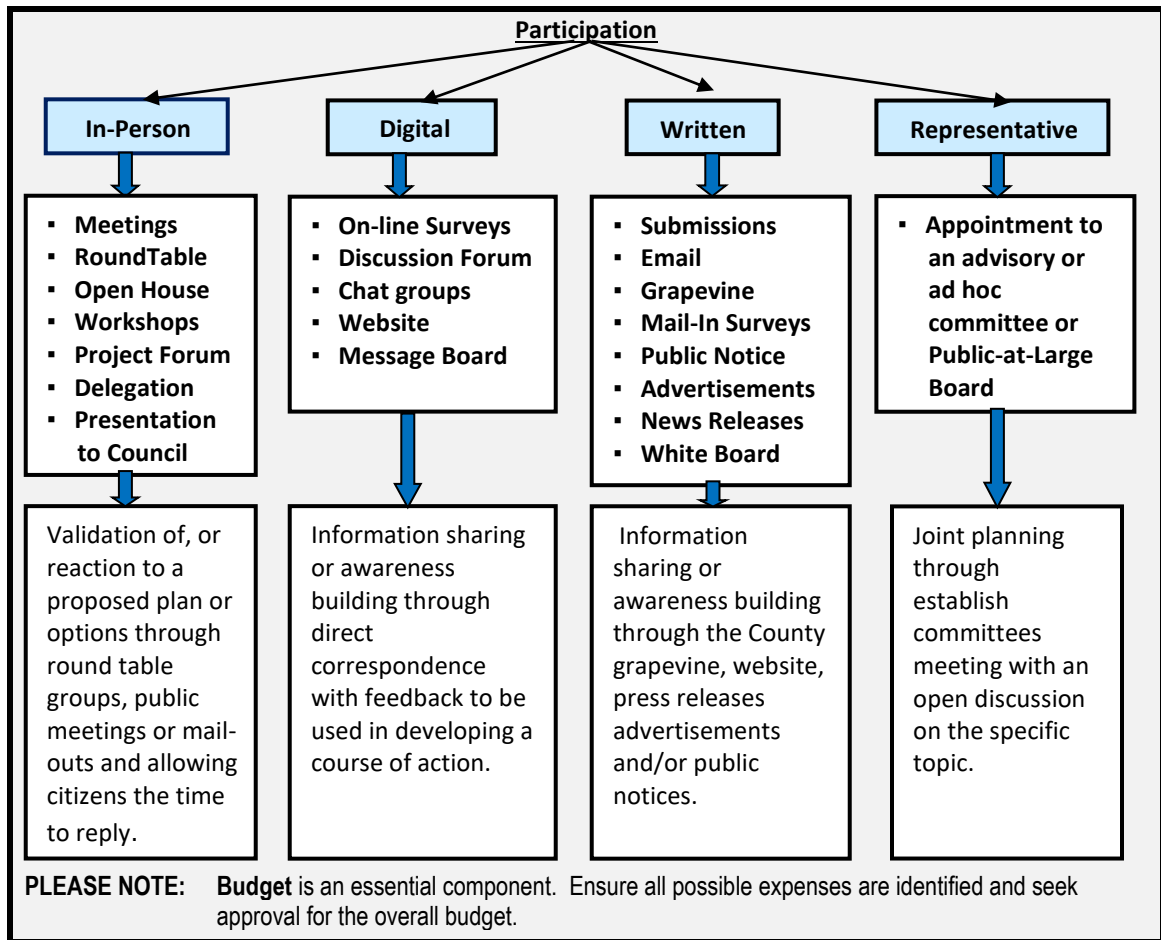 Participation
In-Person
Digital
Written
Representative
▪ Meetings
▪ RoundTable
▪ Open House
▪ Workshops
▪ Project Forum
▪ Delegation
▪ Presentation
to Council
▪ On-line Surveys
▪ Discussion Forum
▪ Chat groups
▪ Website
▪ Message Board
▪ Submissions
▪ Email
▪ Grapevine
▪ Mail-In Surveys
▪ Public Notice
▪ Advertisements
▪ News Releases
▪ White Board
▪ Appointment to
an advisory or
ad hoc
committee or
Public-at-Large
Board
Validation of, or
reaction to a
proposed plan or
options through
round table
groups, public
meetings or mail-
outs and allowing
citizens the time
to reply.
Information sharing
or awareness
building through
direct
correspondence
with feedback to be
used in developing a
course of action.
Information
sharing or
awareness building
through the County
grapevine, website,
press releases
advertisements
and/or public
notices.
Joint planning
through
establish
committees
meeting with an
open discussion
on the specific
topic.
PLEASE NOTE: Budget is an essential component. Ensure all possible expenses are identified and seek
approval for the overall budget.